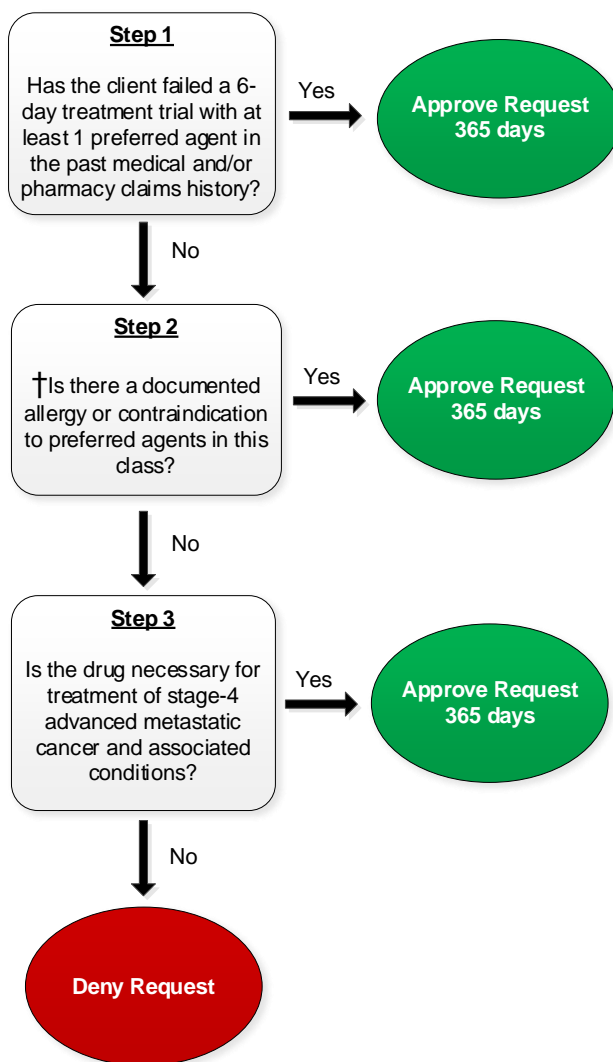 Step 1
Has the client failed a 6-
day treatment trial with at
least 1 preferred agent in
the past medical and/or
pharmacy claims history?
Yes
Approve Request
365 days
No
Step 2
†Is there a documented
allergy or contraindication
to preferred agents in this
class?
Yes
Approve Request
365 days
No
Step 3
Is the drug necessary for
treatment of stage-4
advanced metastatic
cancer and associated
conditions?
Yes
Approve Request
365 days
No
Deny Request